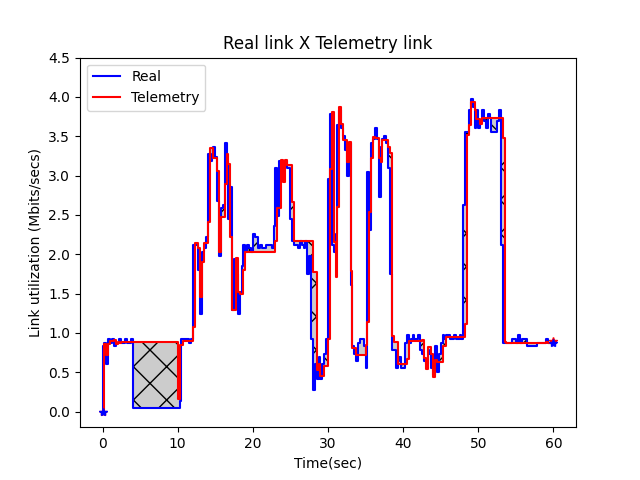 Real link X Telemetry link
Real
Telemetry
Link utilization (Mbits/secs)
4.5
4.0
3.5
3.0
2.5
2.0
1.5
1.0
0.5
0.0
0 10 20 30 40 50 60
Time(sec)